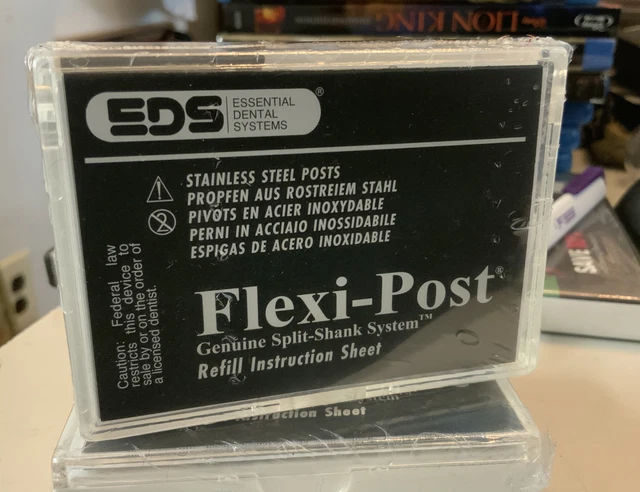 LION KING
EDS
ESSENTIAL
DENTAL
SYSTEMS
®
STAINLESS STEEL POSTS
PROPFEN AUS ROSTREIEM STAHL
PIVOTS EN ACIER INOXYDABLE
PERNI IN ACCIAIO INOSSIDABILE
ESPIGAS DE ACERO INOXIDABLE
Caution: Federal law
restricts this device to
sale by or on the order of
a licensed dentist.
Flexi-Post®
Genuine Split-Shank System™
Refill Instruction Sheet
Instruction Sheet